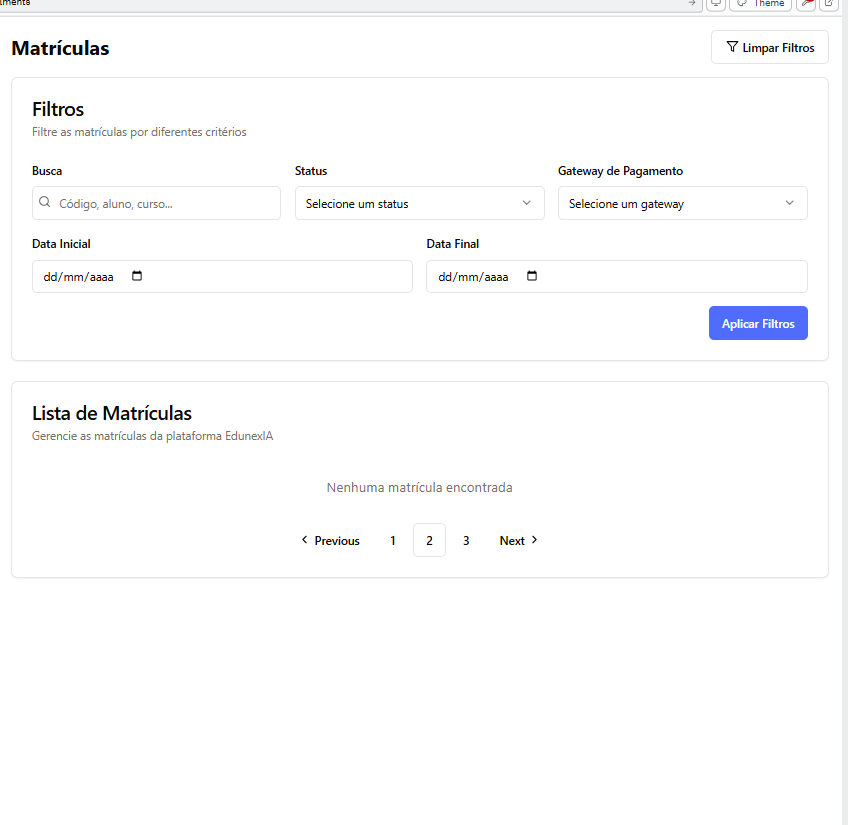 Theme
Matrículas
Limpar Filtros
Filtros
Filtre as matrículas por diferentes critérios
Busca
Status
Gateway de Pagamento
Código, aluno, curso...
Selecione um status
Selecione um gateway
Data Inicial
Data Final
dd/mm/aaaa
dd/mm/aaaa
Aplicar Filtros
Lista de Matrículas
Gerencie as matrículas da plataforma EdunexIA
Nenhuma matrícula encontrada
Previous 1 2 3 Next